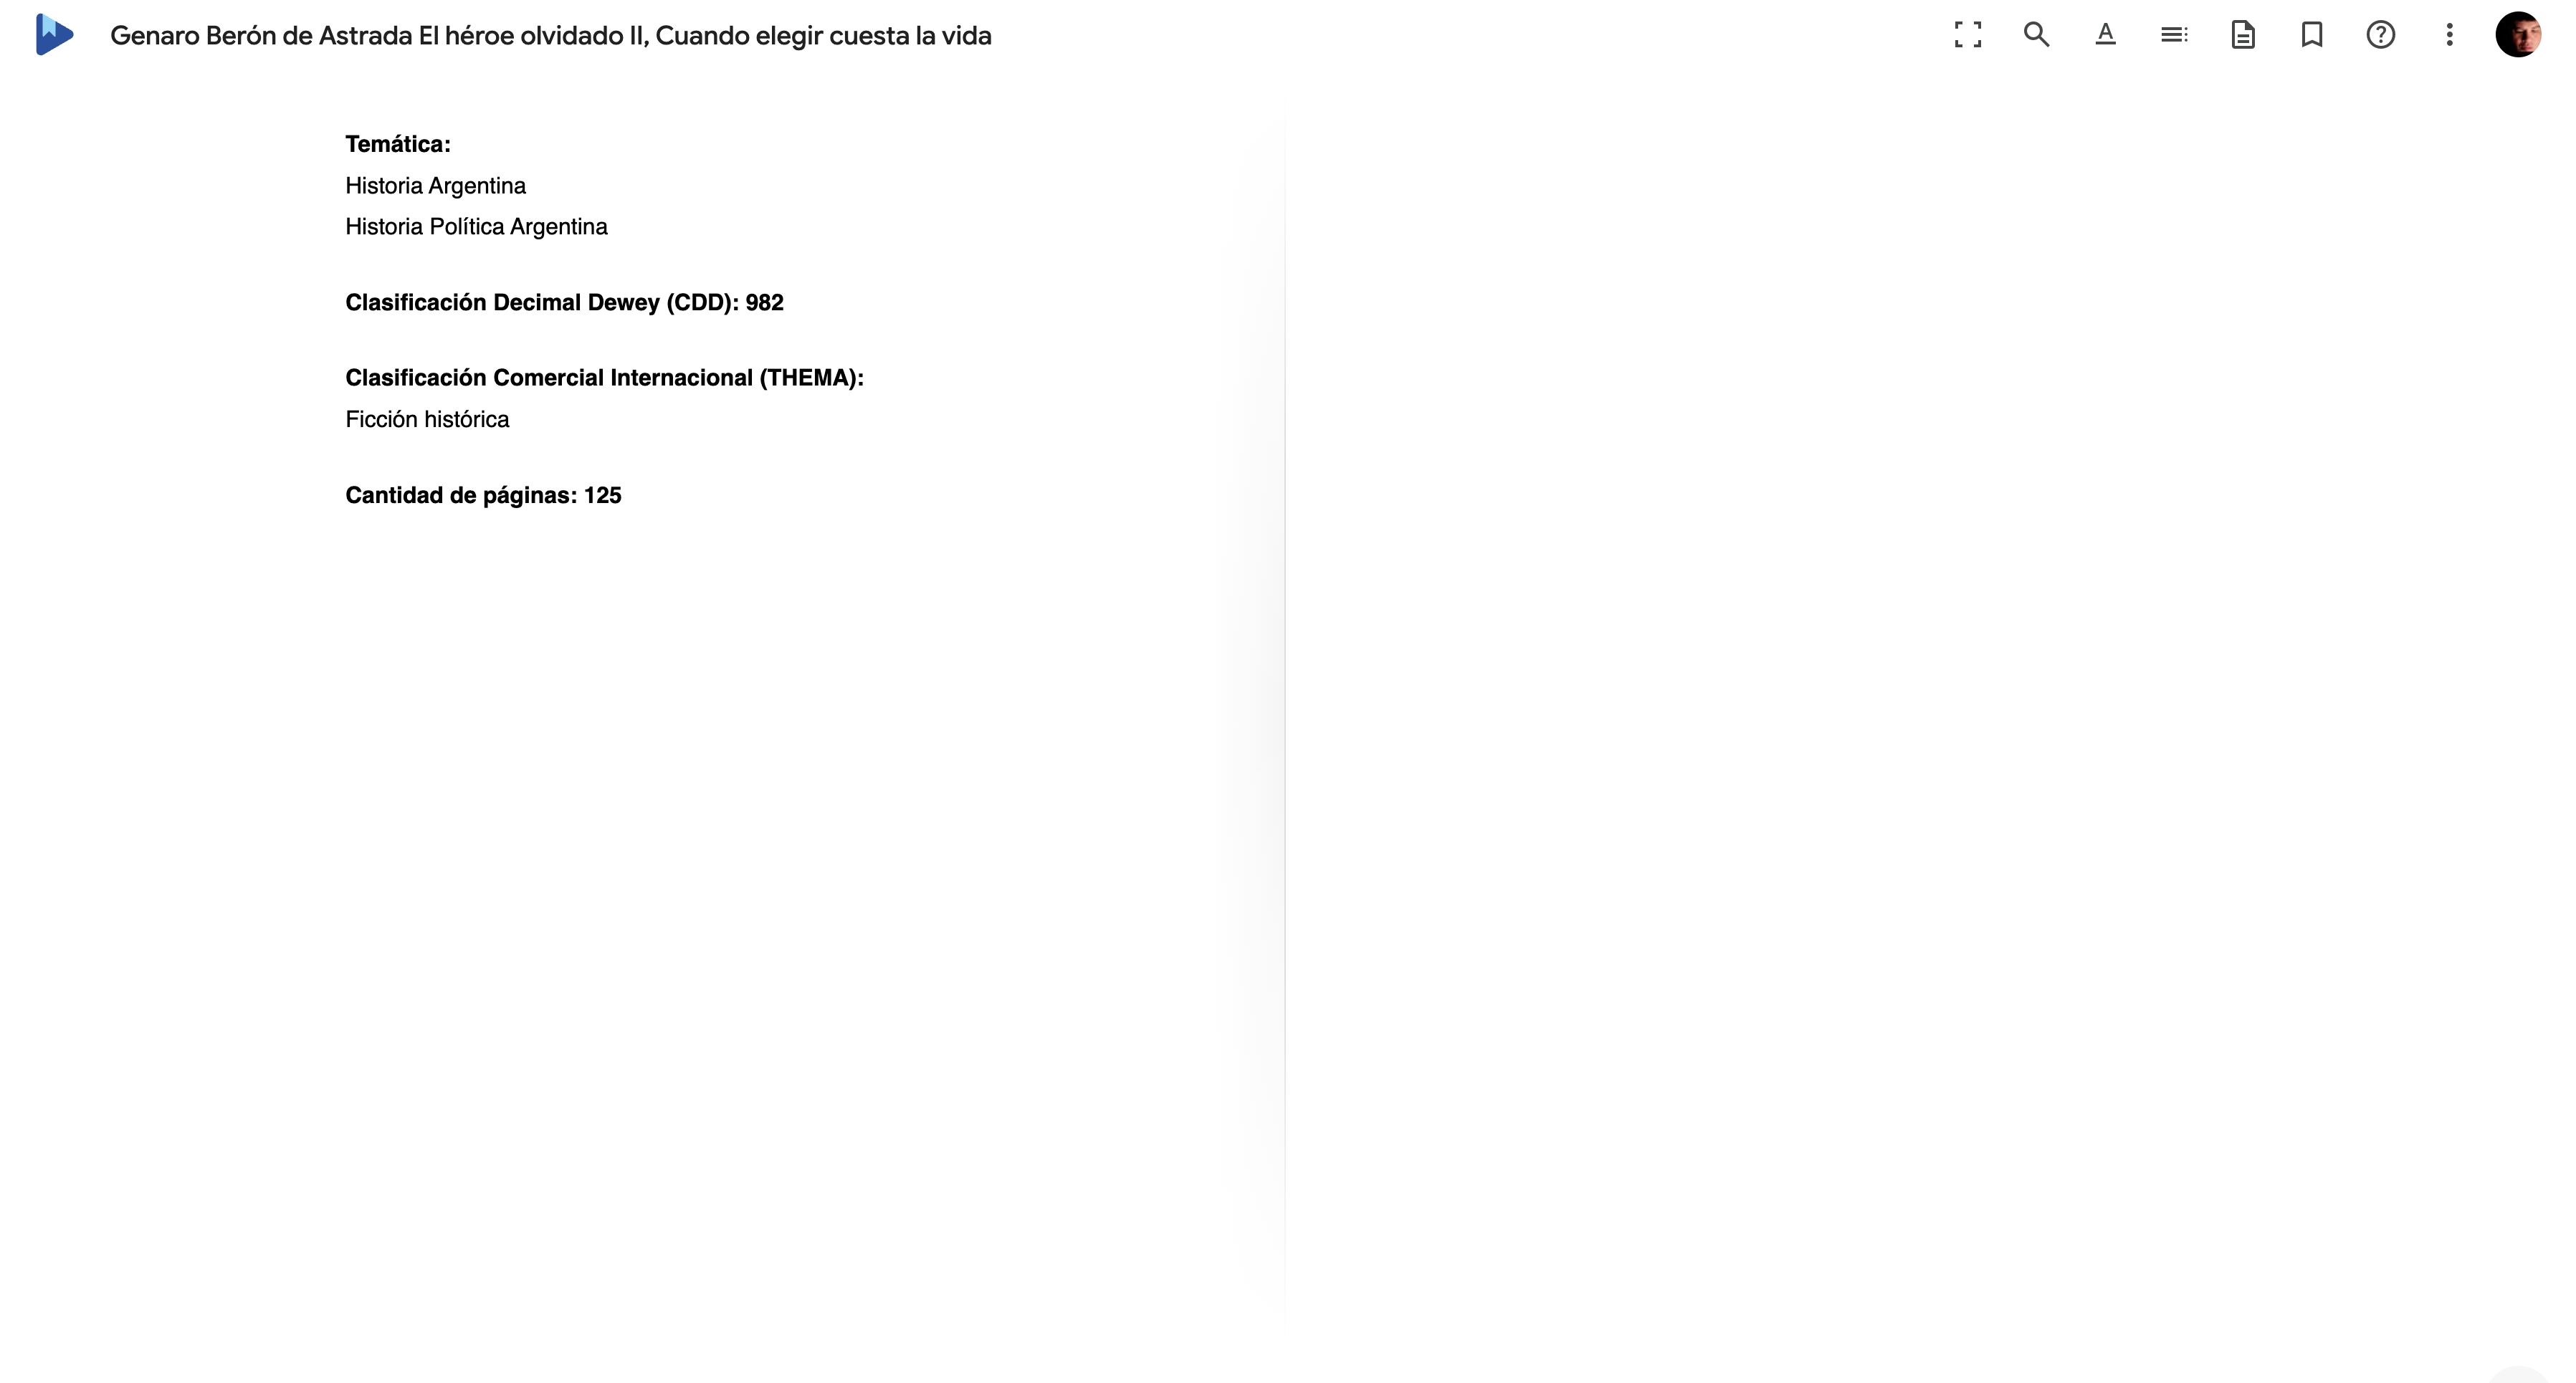 Genaro Berón de Astrada El héroe olvidado II, Cuando elegir cuesta la vida
Temática:
Historia Argentina
Historia Política Argentina
Clasificación Decimal Dewey (CDD): 982
Clasificación Comercial Internacional (THEMA):
Ficción histórica
Cantidad de páginas: 125